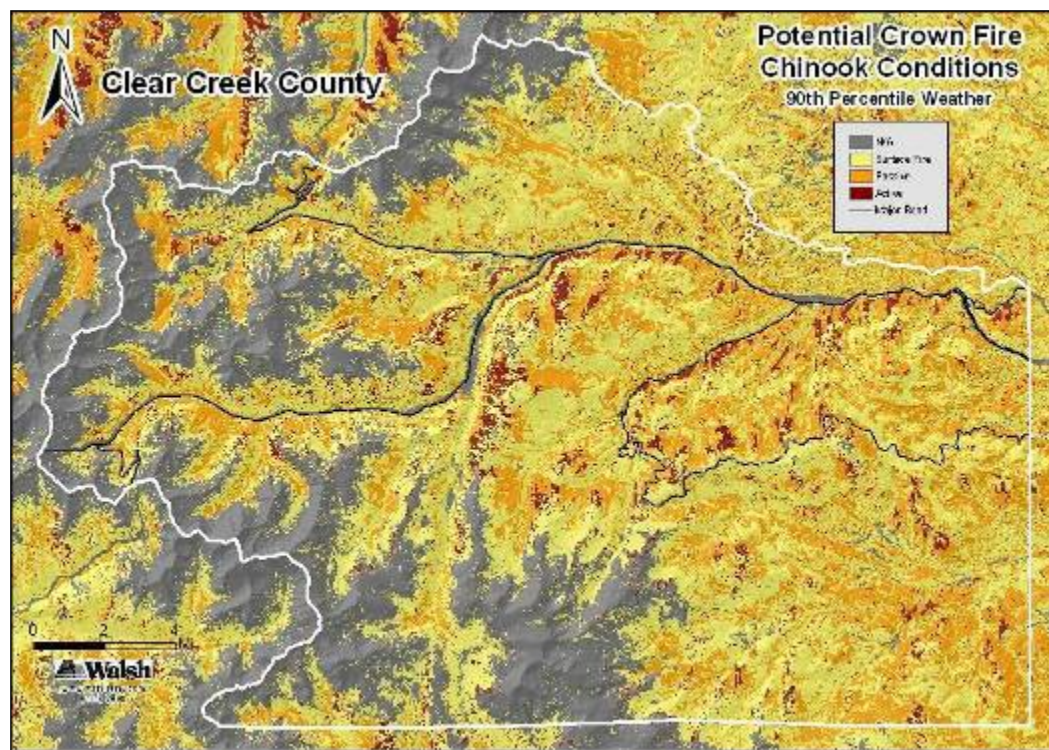 N
Clear Creek County
Potential Crown Fire
Chinook Conditions
90th Percentile Weather
N/A
Surface Fire
Passive
Active
Major Road
0 2 4
Walsh